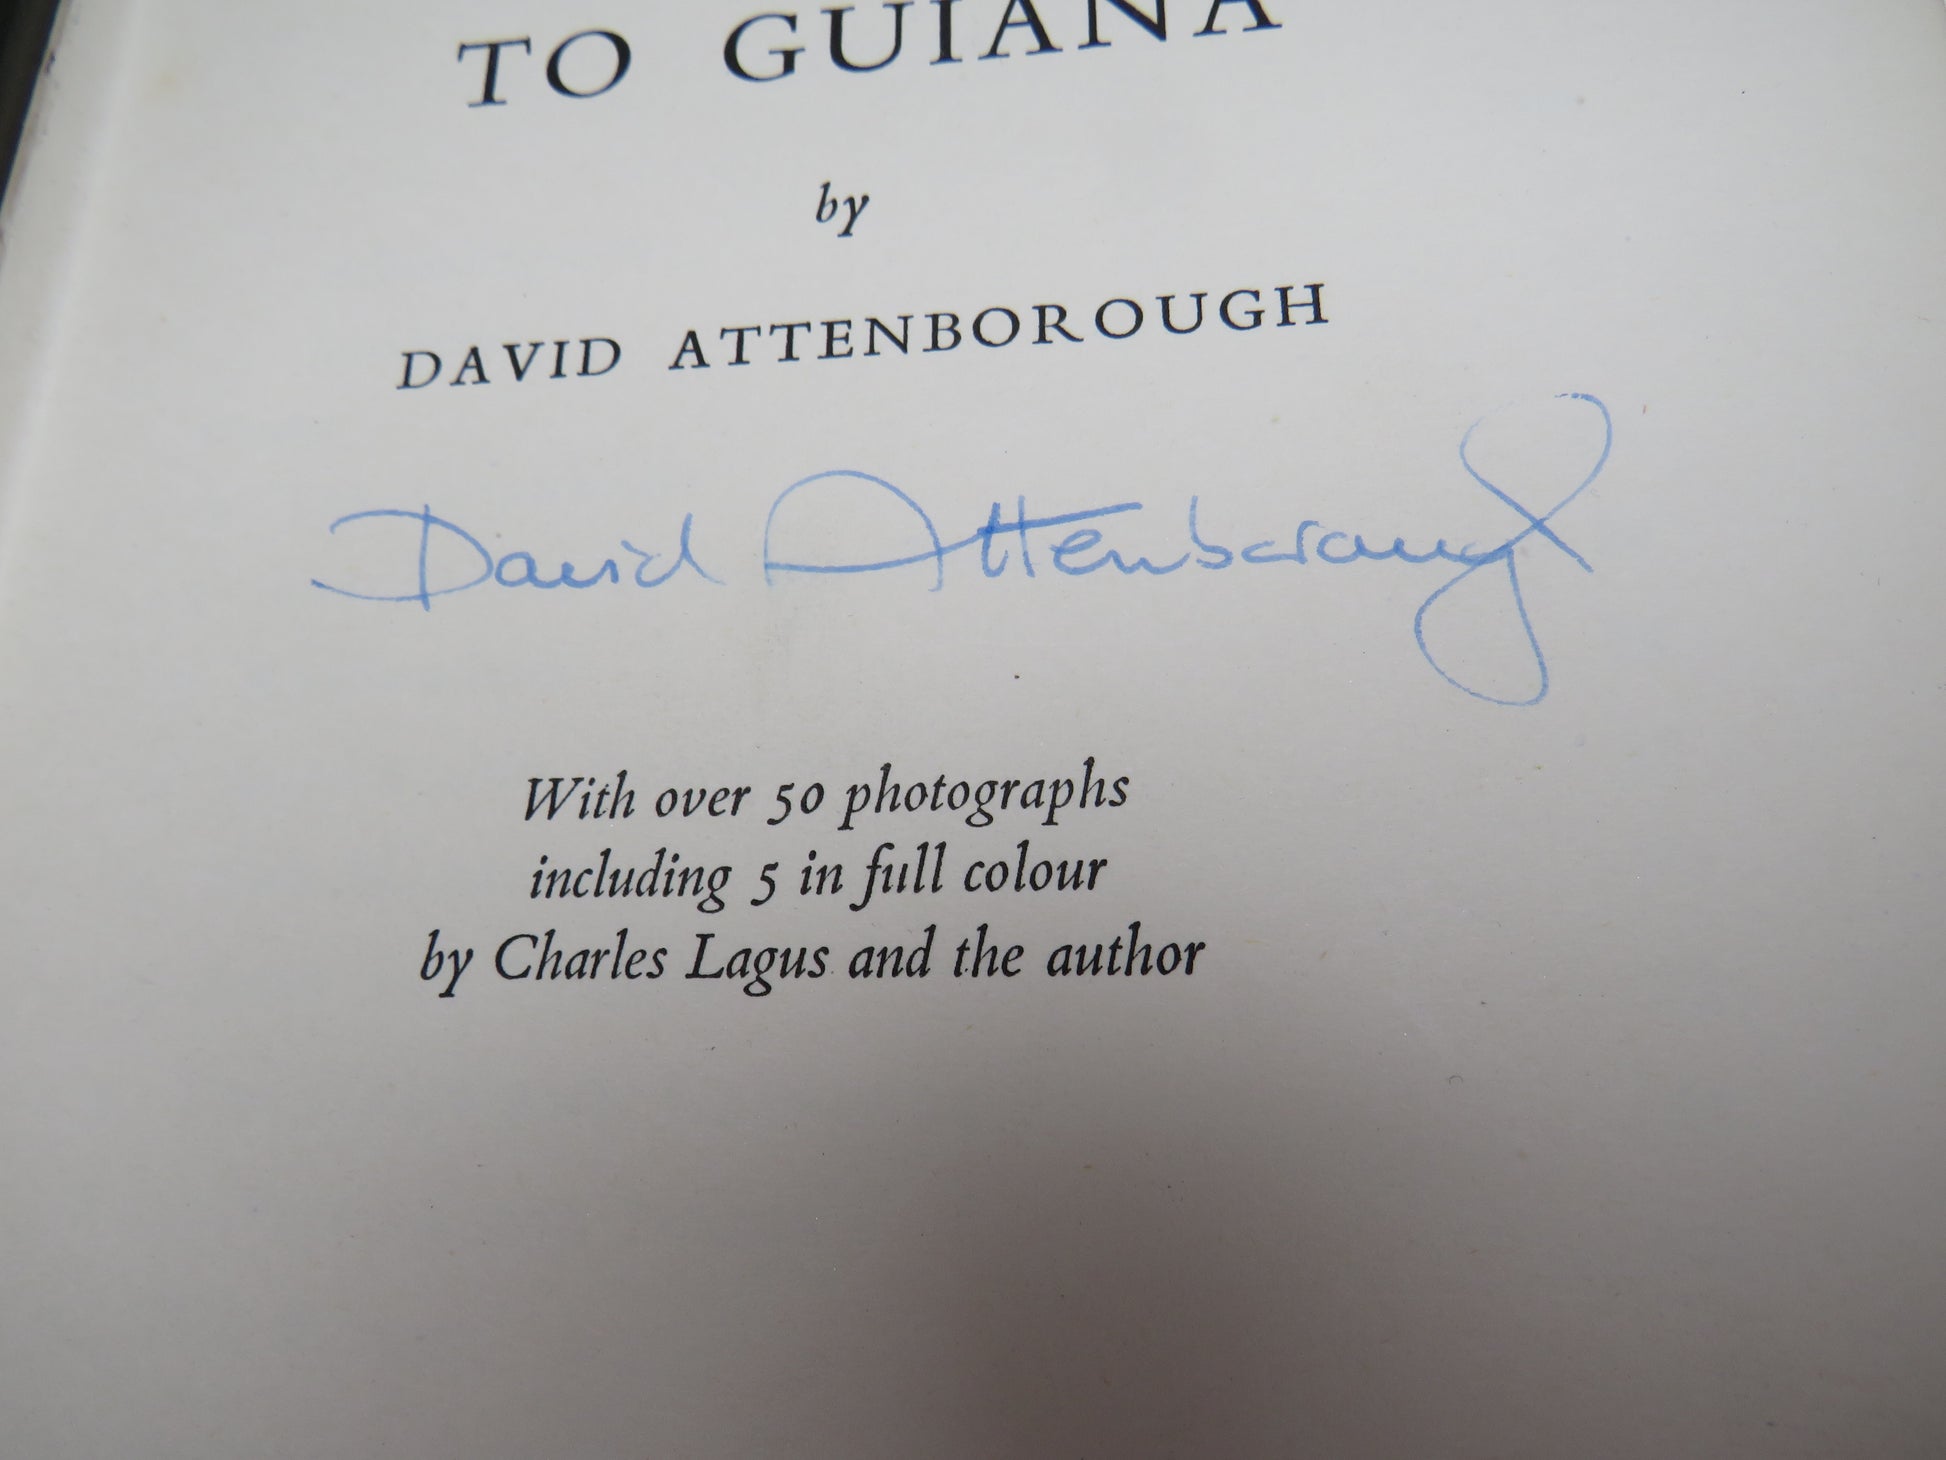 TO GUIANA
by
DAVID ATTENBOROUGH
David Attenborough
With over 50 photographs
including 5 in full colour
by Charles Lagus and the author